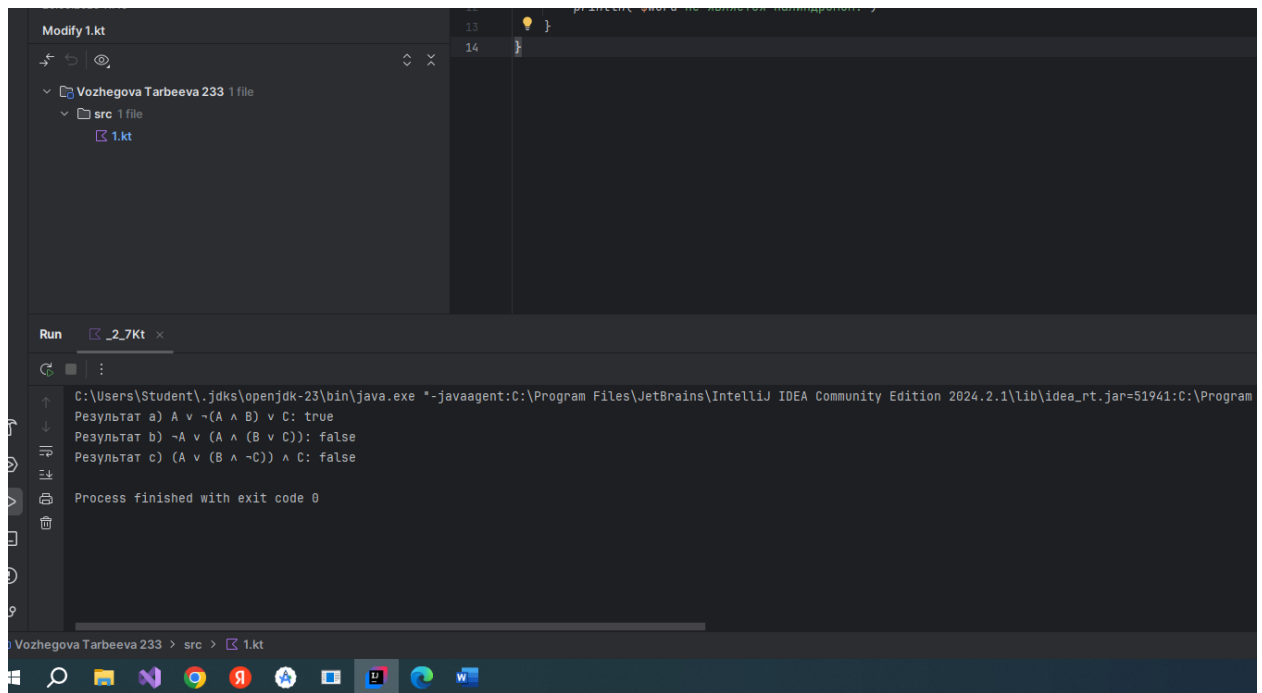 Modify 1.kt
Vozhegova Tarbeeva 233 1 file
src 1 file
1.kt
12
13 }
14 }
Run _2_7Kt
C:\Users\Student\.jdks\openjdk-23\bin\java.exe "-javaagent:C:\Program Files\JetBrains\IntelliJ IDEA Community Edition 2024.2.1\lib\idea_rt.jar=51941:C:\Program
Результат a) A ∨ ¬(A ∧ B) ∨ C: true
Результат b) ¬A ∨ (A ∧ (B ∨ C)): false
Результат c) (A ∨ (B ∧ ¬C)) ∧ C: false
Process finished with exit code 0
Vozhegova Tarbeeva 233 > src > 1.kt